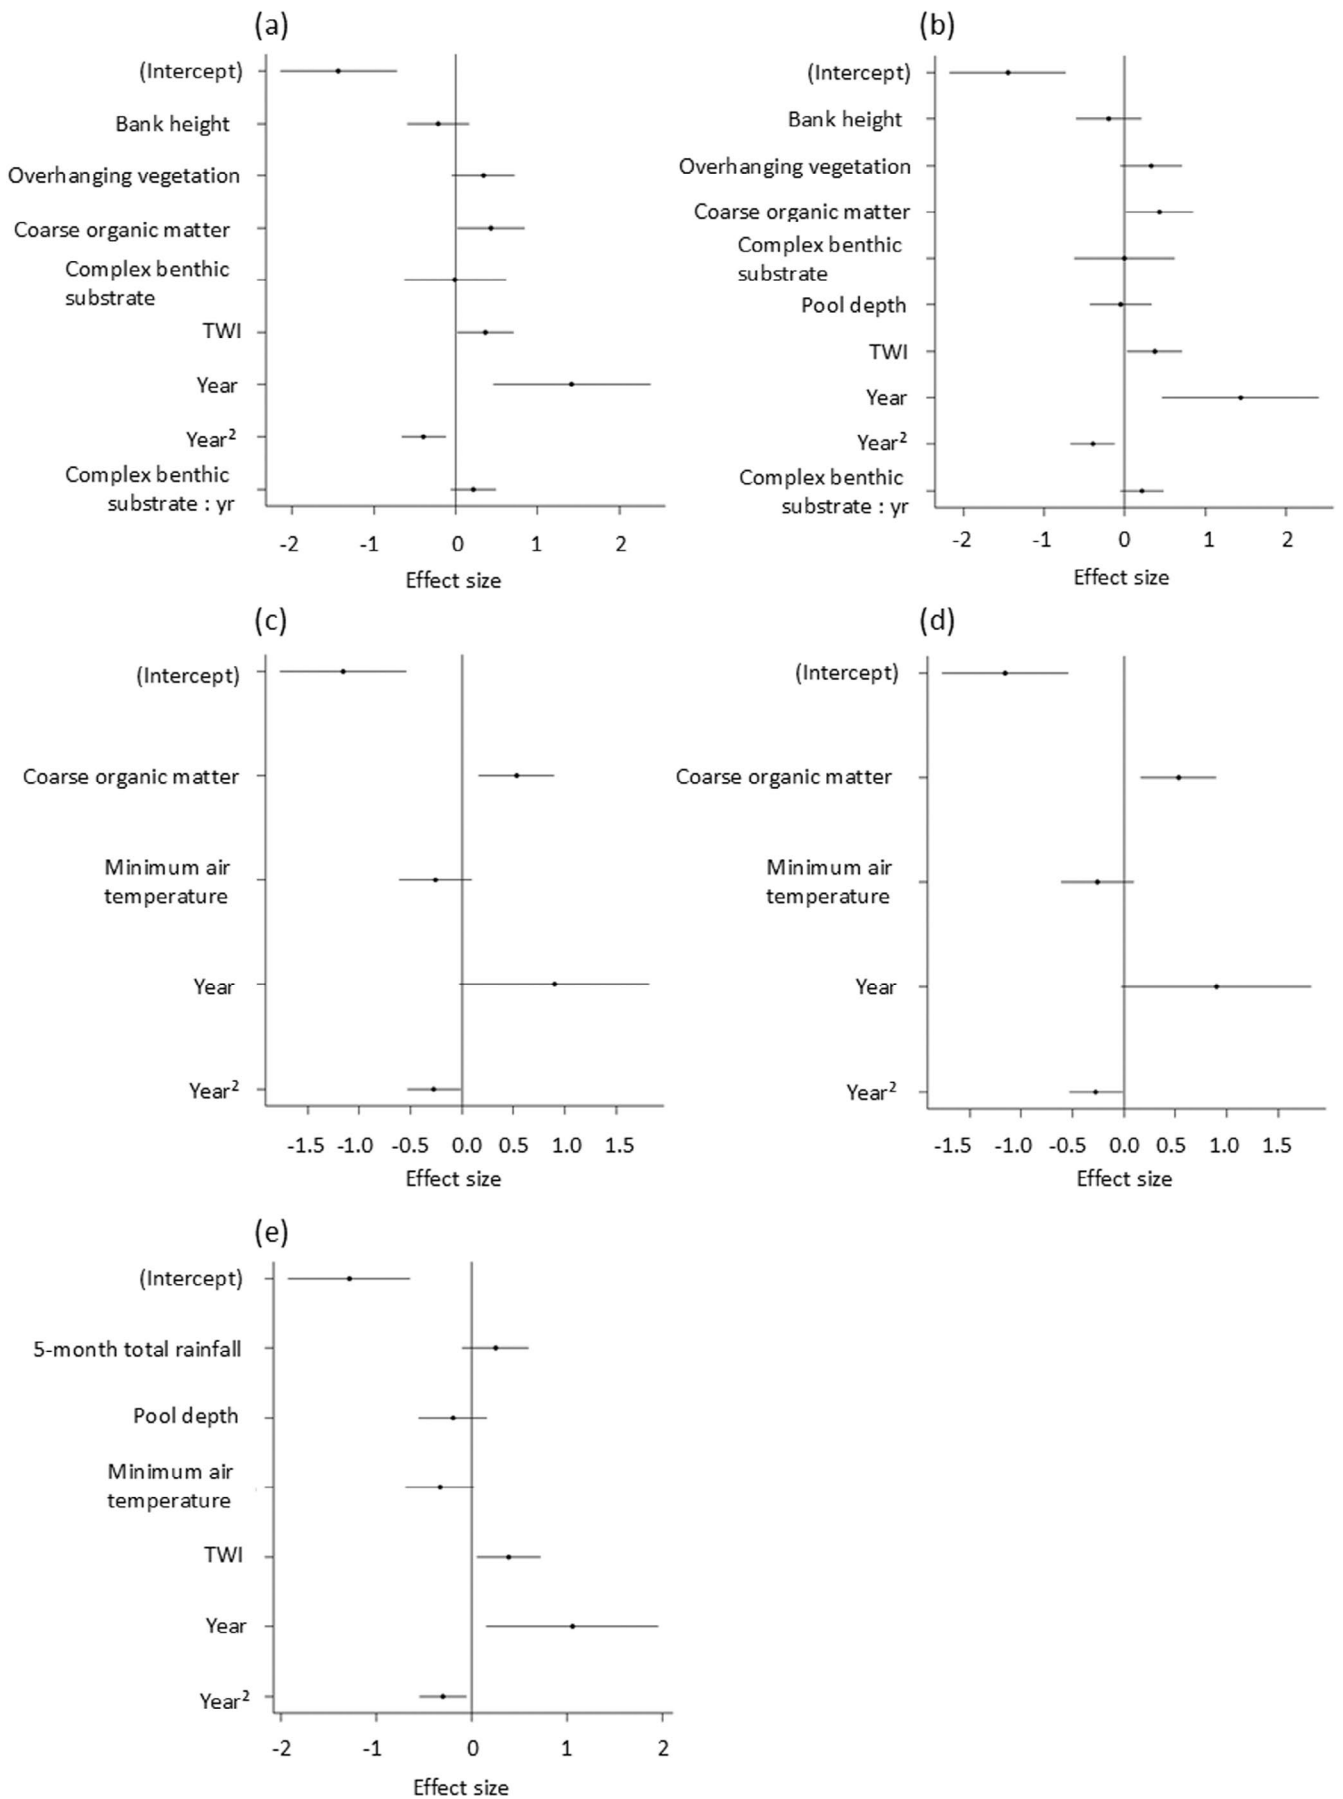 (a)
(Intercept)
Bank height
Overhanging vegetation
Coarse organic matter
Complex benthic
substrate
TWI
Year
Year²
Complex benthic
substrate : yr
-2 -1 0 1 2
Effect size
(b)
(Intercept)
Bank height
Overhanging vegetation
Coarse organic matter
Complex benthic
substrate
Pool depth
TWI
Year
Year²
Complex benthic
substrate : yr
-2 -1 0 1 2
Effect size
(c)
(Intercept)
Coarse organic matter
Minimum air
temperature
Year
Year²
-1.5 -1.0 -0.5 0.0 0.5 1.0 1.5
Effect size
(d)
(Intercept)
Coarse organic matter
Minimum air
temperature
Year
Year²
-1.5 -1.0 -0.5 0.0 0.5 1.0 1.5
Effect size
(e)
(Intercept)
5-month total rainfall
Pool depth
Minimum air
temperature
TWI
Year
Year²
-2 -1 0 1 2
Effect size